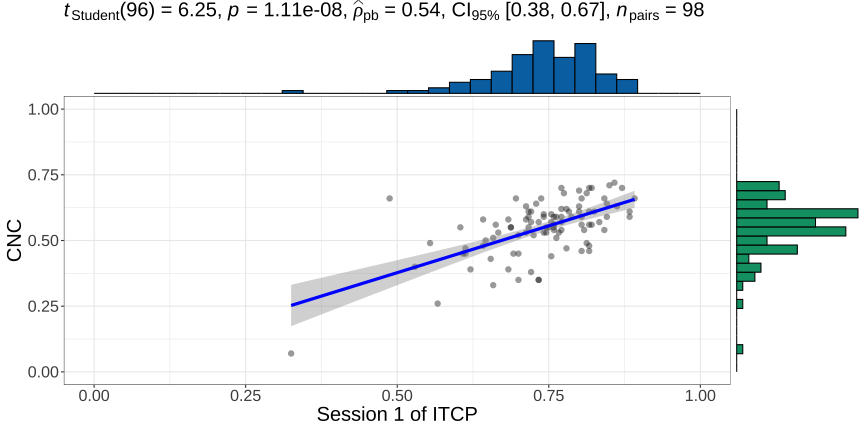 t Student(96) = 6.25, p = 1.11e-08, ρ̂ pb = 0.54, CI95% [0.38, 0.67], n pairs = 98
1.00
0.75
0.50
0.25
0.00
CNC
0.00 0.25 0.50 0.75 1.00
Session 1 of ITCP